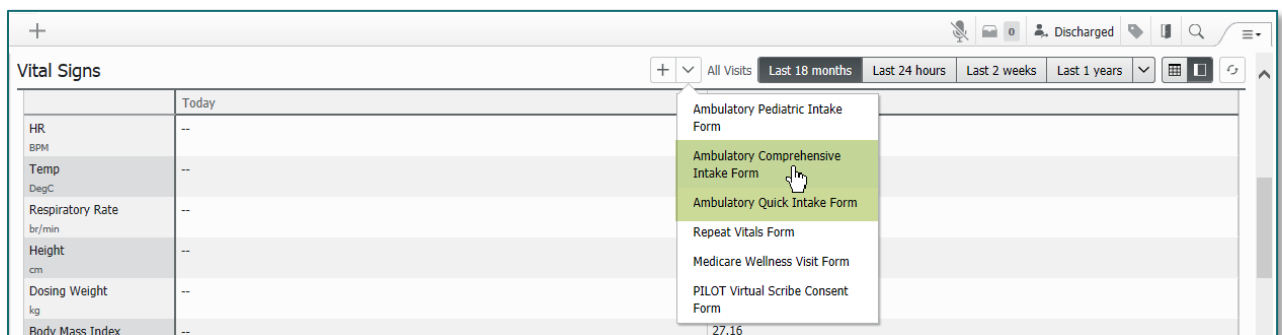 0 Discharged
Vital Signs All Visits Last 18 months Last 24 hours Last 2 weeks Last 1 years
Today
HR --
BPM
Temp --
DegC
Respiratory Rate --
br/min
Height --
cm
Dosing Weight --
kg
Body Mass Index -- 27.16
Ambulatory Pediatric Intake
Form
Ambulatory Comprehensive
Intake Form
Ambulatory Quick Intake Form
Repeat Vitals Form
Medicare Wellness Visit Form
PILOT Virtual Scribe Consent
Form